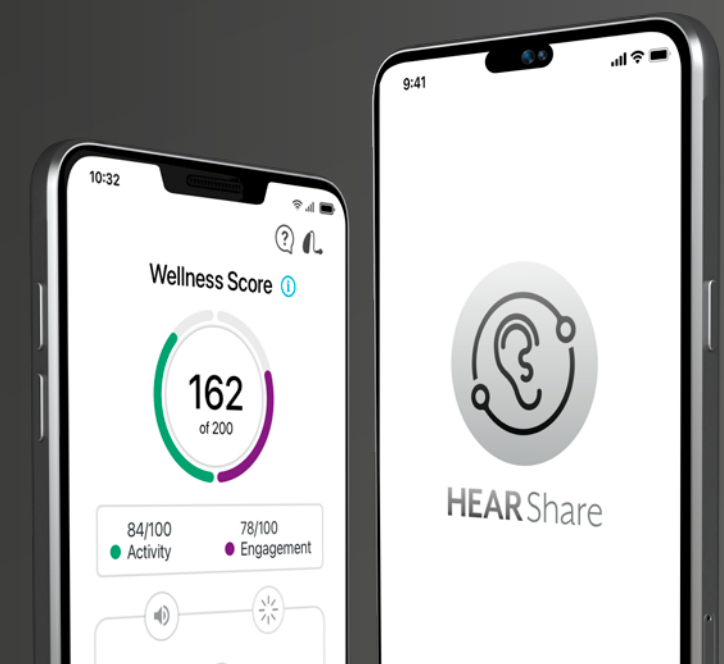 10:32
?
Wellness Score i
162
of 200
84/100
Activity
78/100
Engagement
9:41
HEARShare